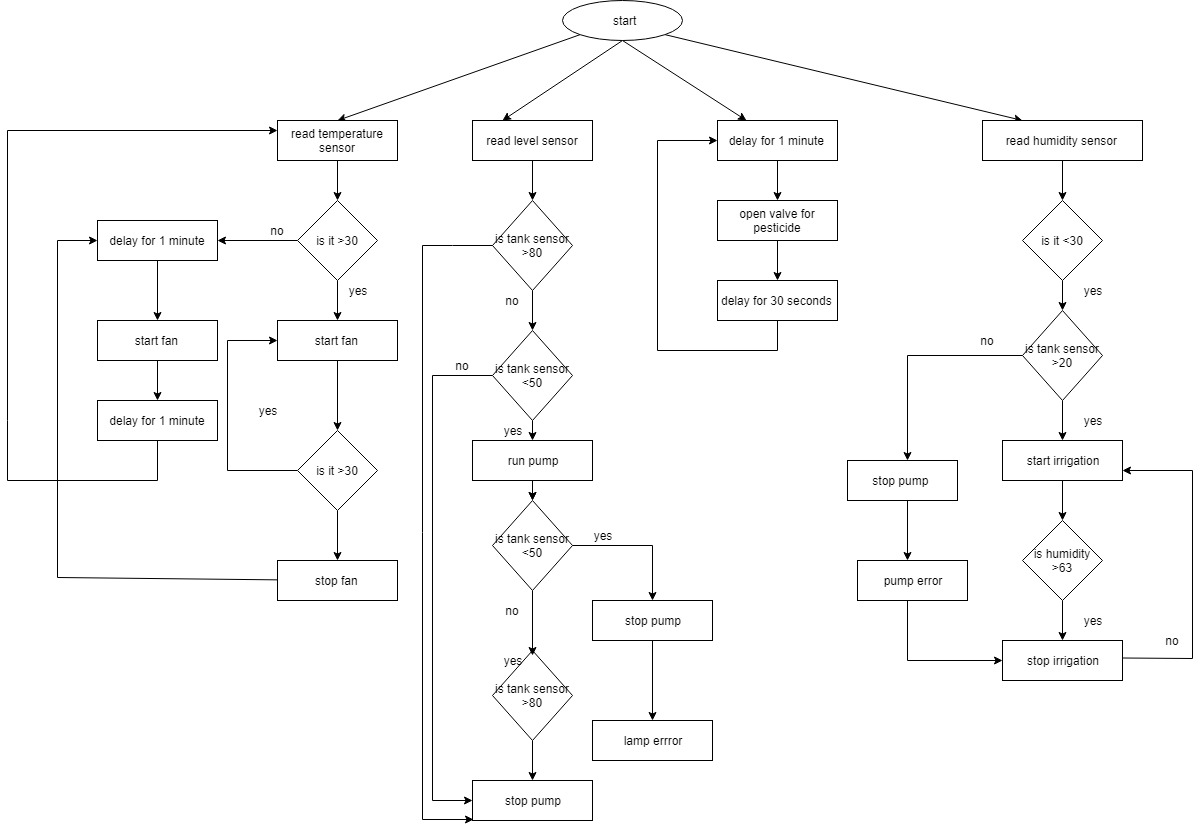 start
read temperature
sensor
is it >30
no
yes
delay for 1 minute
start fan
delay for 1 minute
start fan
yes
is it >30
stop fan
read level sensor
is tank sensor
>80
no
is tank sensor
<50
no
yes
run pump
is tank sensor
<50
yes
no
stop pump
lamp errror
yes
is tank sensor
>80
stop pump
delay for 1 minute
open valve for
pesticide
delay for 30 seconds
read humidity sensor
is it <30
yes
is tank sensor
>20
no
yes
stop pump
pump error
start irrigation
is humidity
>63
yes
stop irrigation
no